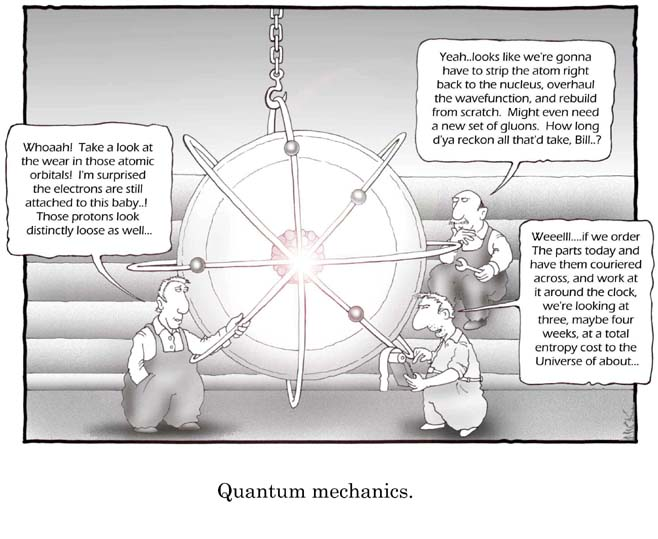 Whoaah! Take a look at
the wear in those atomic
orbitals! I'm surprised
the electrons are still
attached to this baby..!
Those protons look
distinctly loose as well...
Yeah..looks like we're gonna
have to strip the atom right
back to the nucleus, overhaul
the wavefunction, and rebuild
from scratch. Might even need
a new set of gluons. How long
d'ya reckon all that'd take, Bill..?
Weeelll....if we order
The parts today and
have them couriered
across, and work at
it around the clock,
we're looking at
three, maybe four
weeks, at a total
entropy cost to the
Universe of about...
Quantum mechanics.